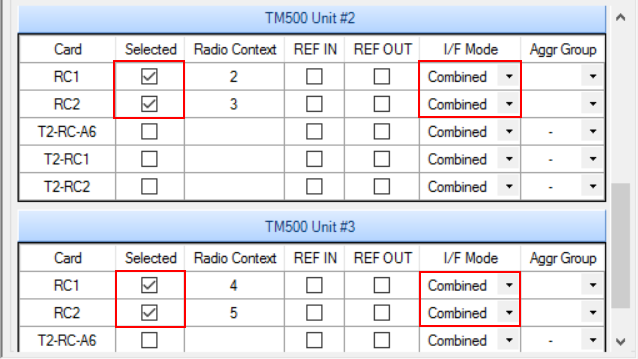 TM500 Unit #2
Card Selected Radio Context REF IN REF OUT I/F Mode Aggr Group
RC1 2 Combined
RC2 3 Combined
T2-RC-A6 Combined -
T2-RC1 Combined -
T2-RC2 Combined -
TM500 Unit #3
Card Selected Radio Context REF IN REF OUT I/F Mode Aggr Group
RC1 4 Combined
RC2 5 Combined
T2-RC-A6 Combined -